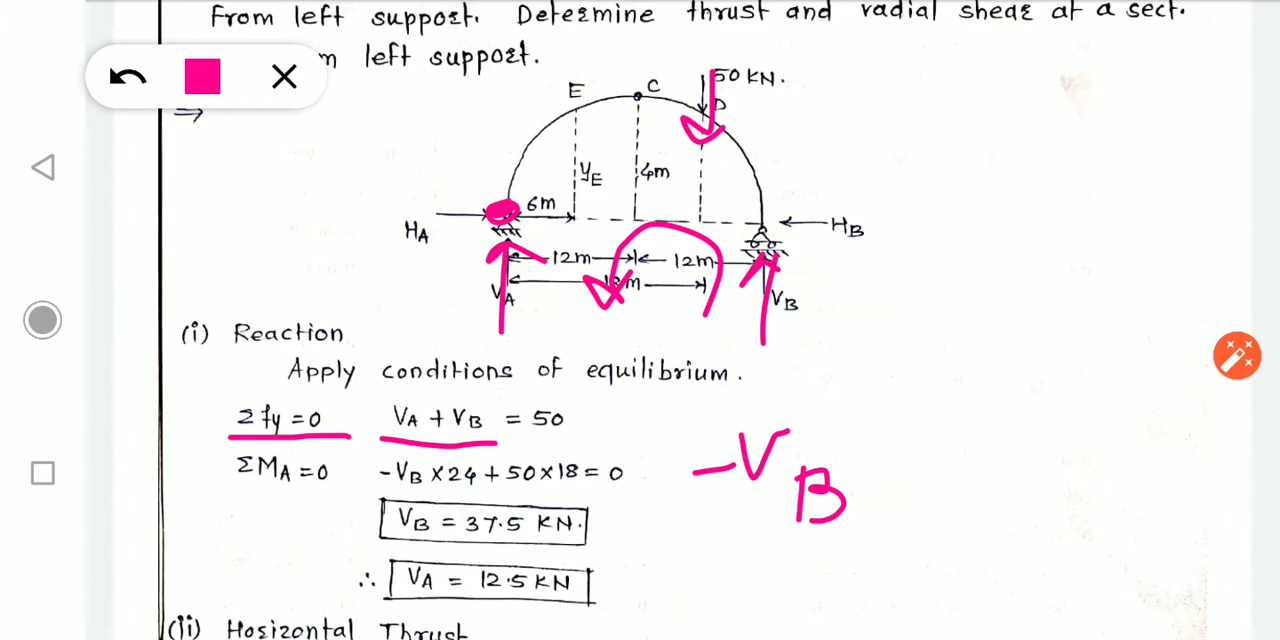 From left support. Determine thrust and radial shear at a sect.
m left support.
⇒
E C 50 KN.
D
yE 4m
6m
HA HB
12m 12m
m
VA VB
(i) Reaction
Apply conditions of equilibrium.
Σfy=0 VA + VB = 50
ΣMA=0 -VB×24+50×18=0
-VB
VB = 37.5 KN.
∴ VA = 12.5KN
(ii) Horizontal Thrust